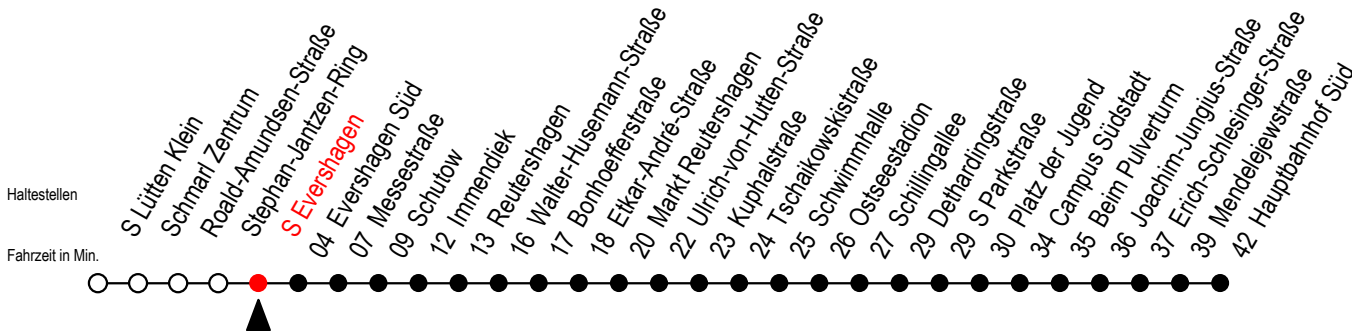 Haltestellen
Fahrzeit in Min.
S Lütten Klein
Schmarl Zentrum
Roald-Amundsen-Straße
Stephan-Jantzen-Ring
S Evershagen
04 Evershagen Süd
07 Messestraße
09 Schutow
12 Immendiek
13 Reutershagen
16 Walter-Husemann-Straße
17 Bonhoefferstraße
18 Etkar-André-Straße
20 Markt Reutershagen
22 Ulrich-von-Hutten-Straße
23 Kuphalstraße
24 Tschaikowskistraße
25 Schwimmhalle
26 Ostseestadion
27 Schillingallee
29 Dethardingstraße
29 S Parkstraße
30 Platz der Jugend
34 Campus Südstadt
35 Beim Pulverturm
36 Joachim-Jungius-Straße
37 Erich-Schlesinger-Straße
39 Mendelejewstraße
42 Hauptbahnhof Süd